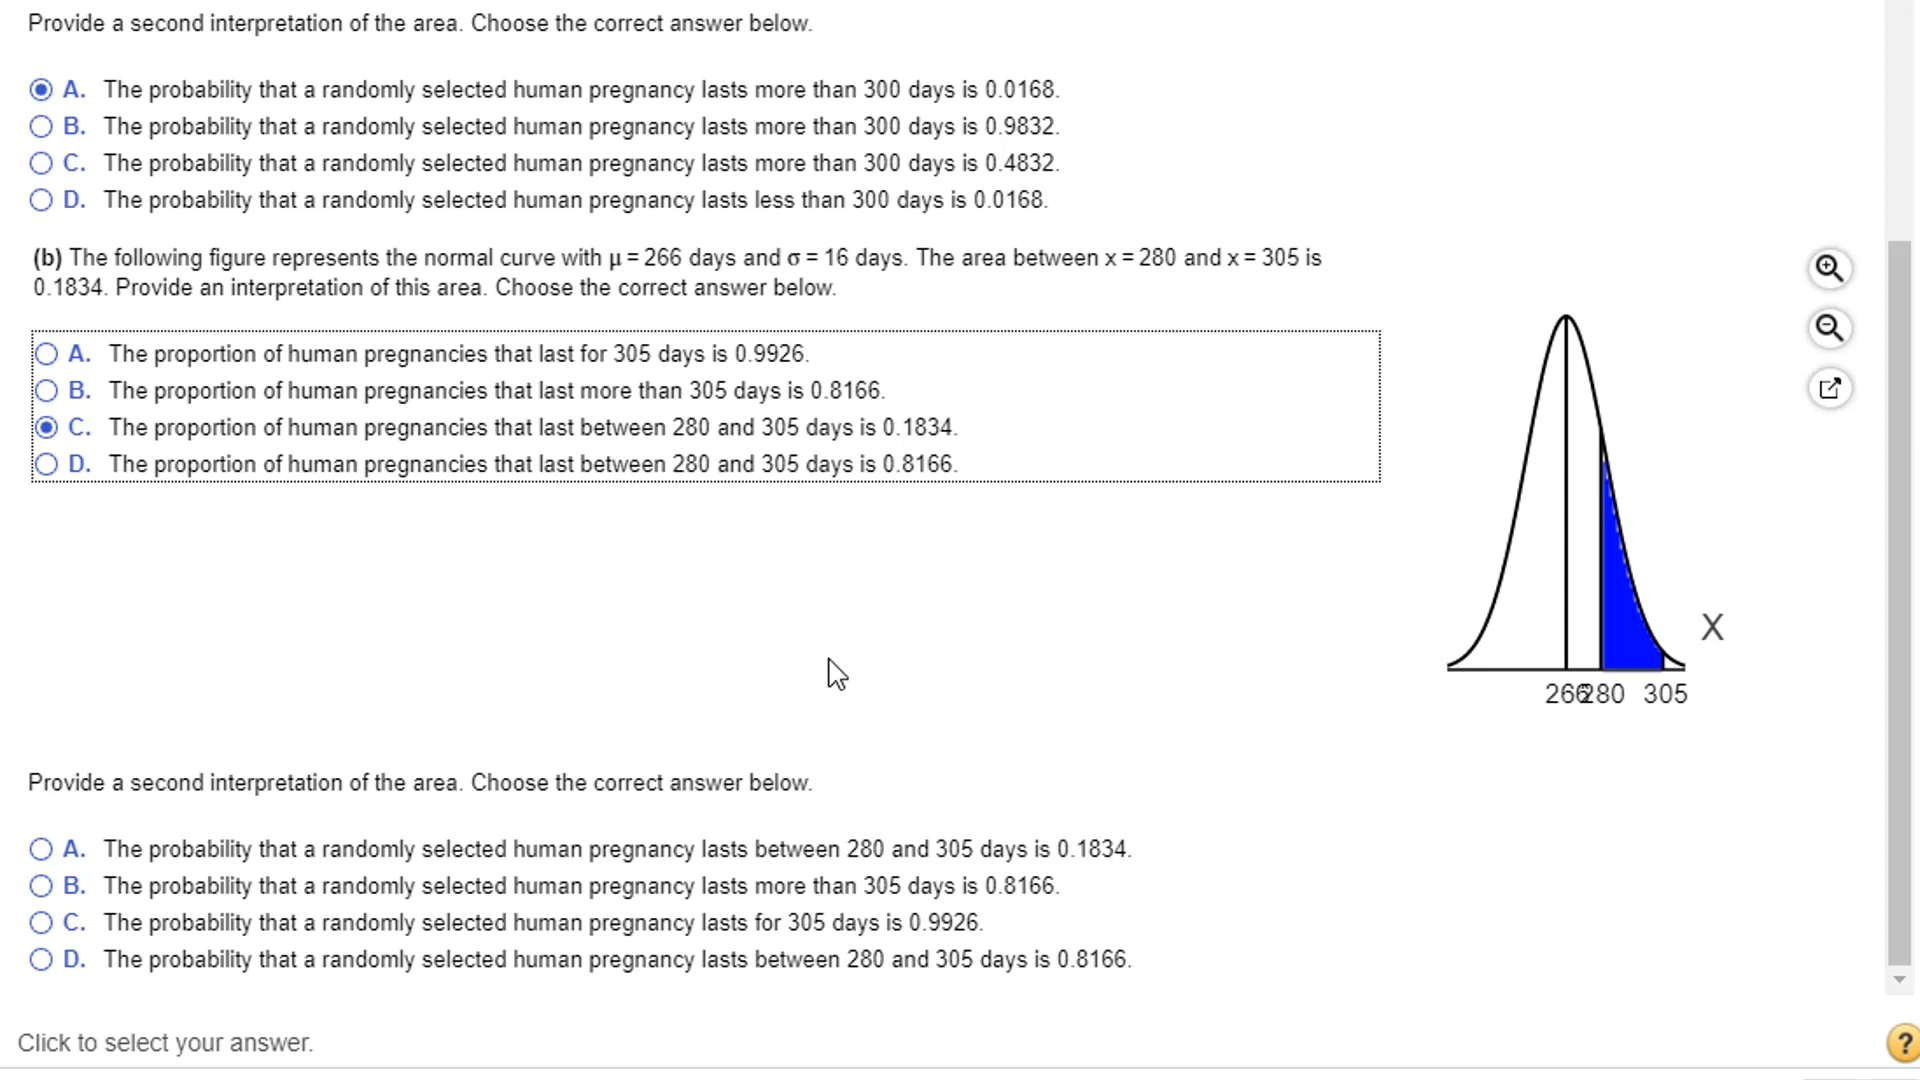 Provide a second interpretation of the area. Choose the correct answer below.
A. The probability that a randomly selected human pregnancy lasts more than 300 days is 0.0168.
B. The probability that a randomly selected human pregnancy lasts more than 300 days is 0.9832.
C. The probability that a randomly selected human pregnancy lasts more than 300 days is 0.4832.
D. The probability that a randomly selected human pregnancy lasts less than 300 days is 0.0168.
(b) The following figure represents the normal curve with μ = 266 days and σ = 16 days. The area between x = 280 and x = 305 is
0.1834. Provide an interpretation of this area. Choose the correct answer below.
A. The proportion of human pregnancies that last for 305 days is 0.9926.
B. The proportion of human pregnancies that last more than 305 days is 0.8166.
C. The proportion of human pregnancies that last between 280 and 305 days is 0.1834.
D. The proportion of human pregnancies that last between 280 and 305 days is 0.8166.
X
266 280 305
Provide a second interpretation of the area. Choose the correct answer below.
A. The probability that a randomly selected human pregnancy lasts between 280 and 305 days is 0.1834.
B. The probability that a randomly selected human pregnancy lasts more than 305 days is 0.8166.
C. The probability that a randomly selected human pregnancy lasts for 305 days is 0.9926.
D. The probability that a randomly selected human pregnancy lasts between 280 and 305 days is 0.8166.
Click to select your answer.
?